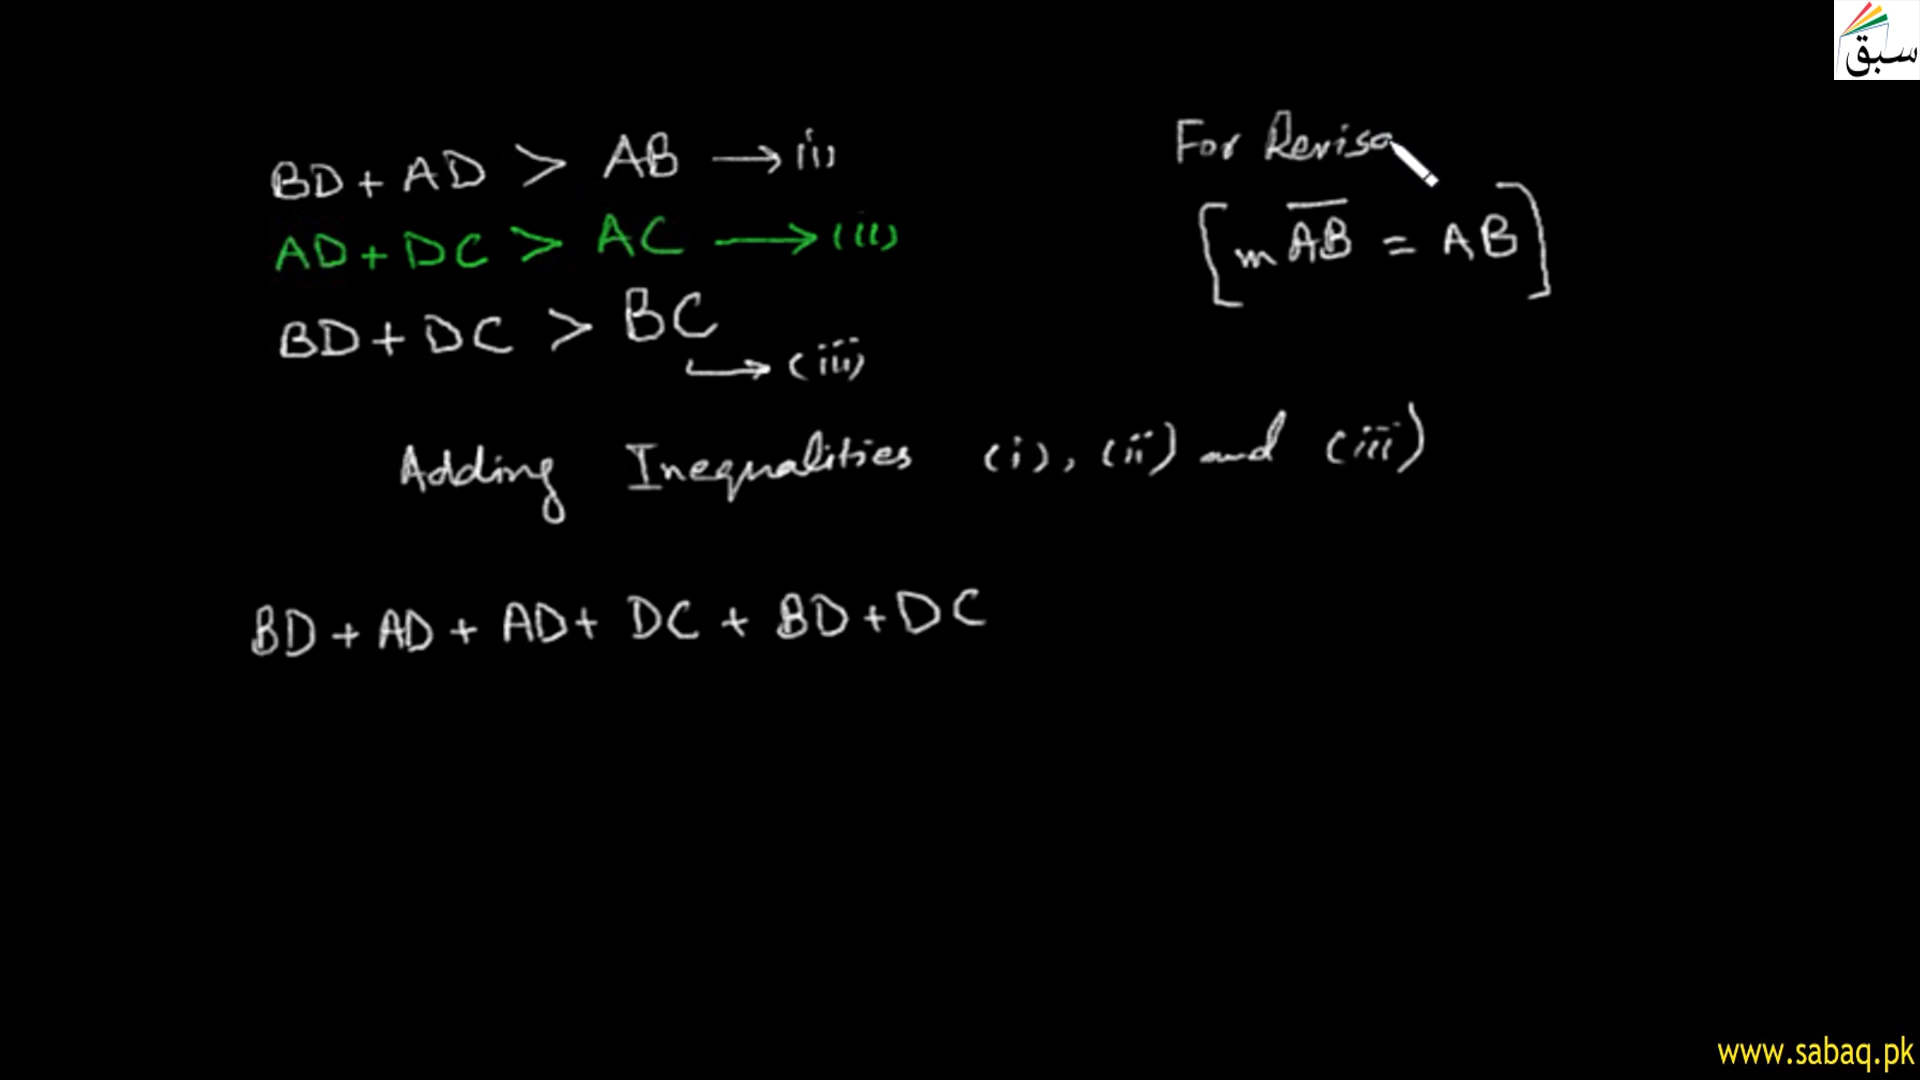 سبق
BD + AD > AB → (i)
For Reviso
AD + DC > AC → (ii)
[m\overline{AB} = AB]
BD + DC > BC
→ (iii)
Adding Inequalities (i), (ii) and (iii)
BD + AD + AD + DC + BD + DC
www.sabaq.pk